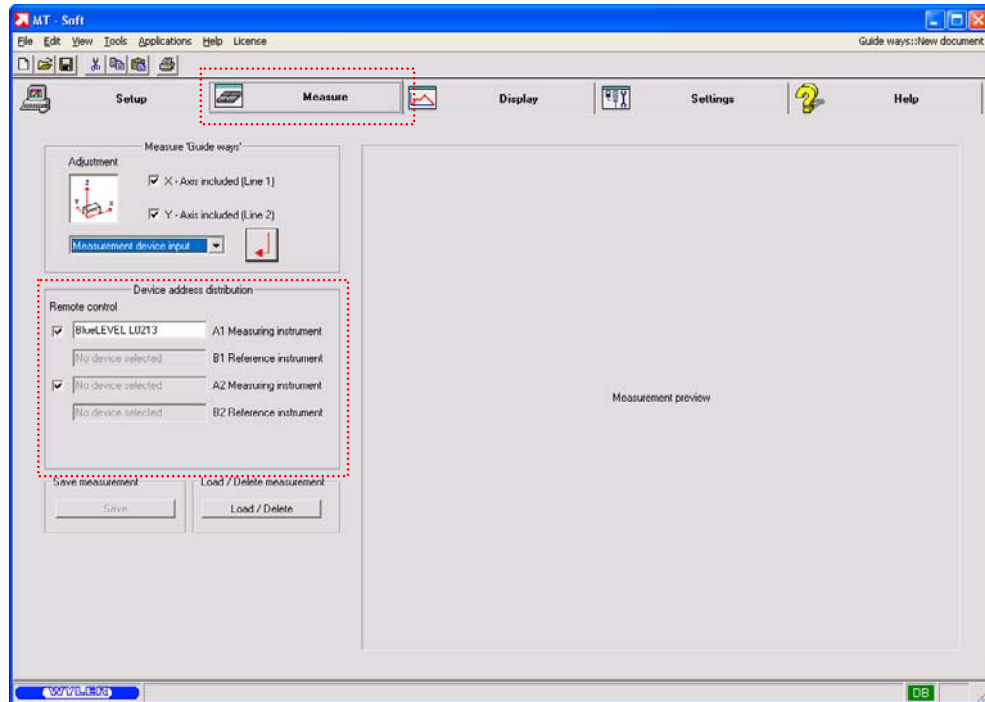 MT - Soft
File Edit View Tools Applications Help License
Guide ways::New document
Setup
Measure
Display
Settings
Help
Measure 'Guide ways'
Adjustment
X - Axis included (Line 1)
Y - Axis included (Line 2)
Measurement device input
Device address distribution
Remote control
BlueLEVEL L0213 A1 Measuring instrument
No device selected B1 Reference instrument
No device selected A2 Measuring instrument
No device selected B2 Reference instrument
Save measurement
Save
Load / Delete measurement
Load / Delete
Measurement preview
WYLER
DB